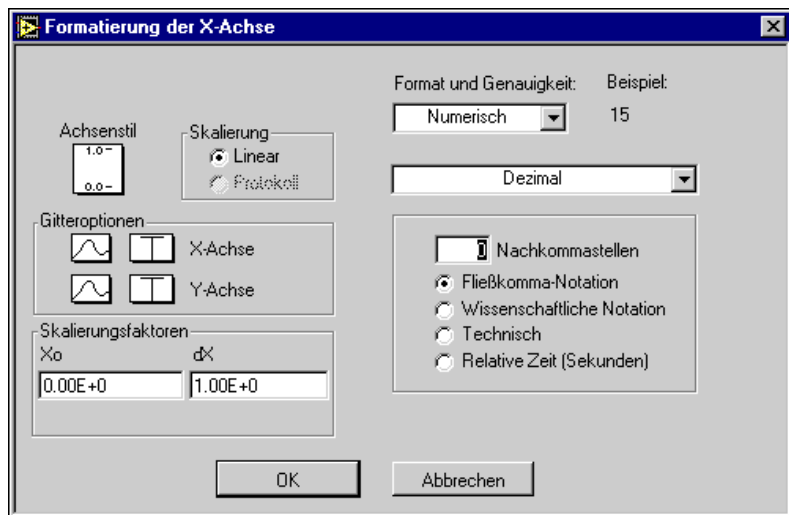 Formatierung der X-Achse
Format und Genauigkeit: Beispiel:
Numerisch 15
Achsenstil
1.0
0.0
Skalierung
Linear
Protokoll
Dezimal
Gitteroptionen
X-Achse
Y-Achse
0 Nachkommastellen
Fließkomma-Notation
Wissenschaftliche Notation
Technisch
Relative Zeit (Sekunden)
Skalierungsfaktoren
Xo dX
0.00E+0 1.00E+0
OK Abbrechen